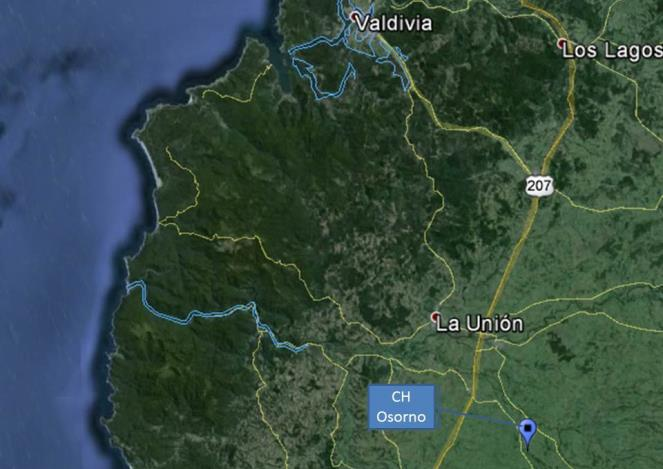 Valdivia
Los Lagos
207
La Unión
CH
Osorno